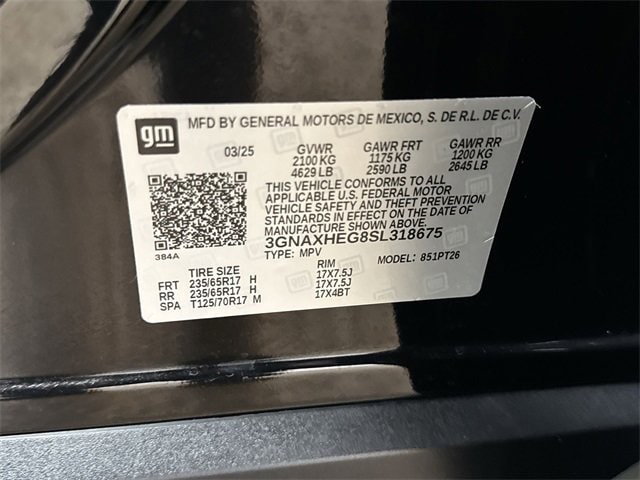 gm
MFD BY GENERAL MOTORS DE MEXICO, S. DE R.L. DE C.V.
03/25 GVWR GAWR FRT GAWR RR
2100 KG 1175 KG 1200 KG
4629 LB 2590 LB 2645 LB
THIS VEHICLE CONFORMS TO ALL
APPLICABLE U.S. FEDERAL MOTOR
VEHICLE SAFETY AND THEFT PREVENTION
STANDARDS IN EFFECT ON THE DATE OF
MANUFACTURE SHOWN ABOVE.
3GNAXHEG8SL318675
384A
TYPE: MPV MODEL: 851PT26
TIRE SIZE RIM
FRT 235/65R17 H 17X7.5J
RR 235/65R17 H 17X7.5J
SPA T125/70R17 M 17X4BT